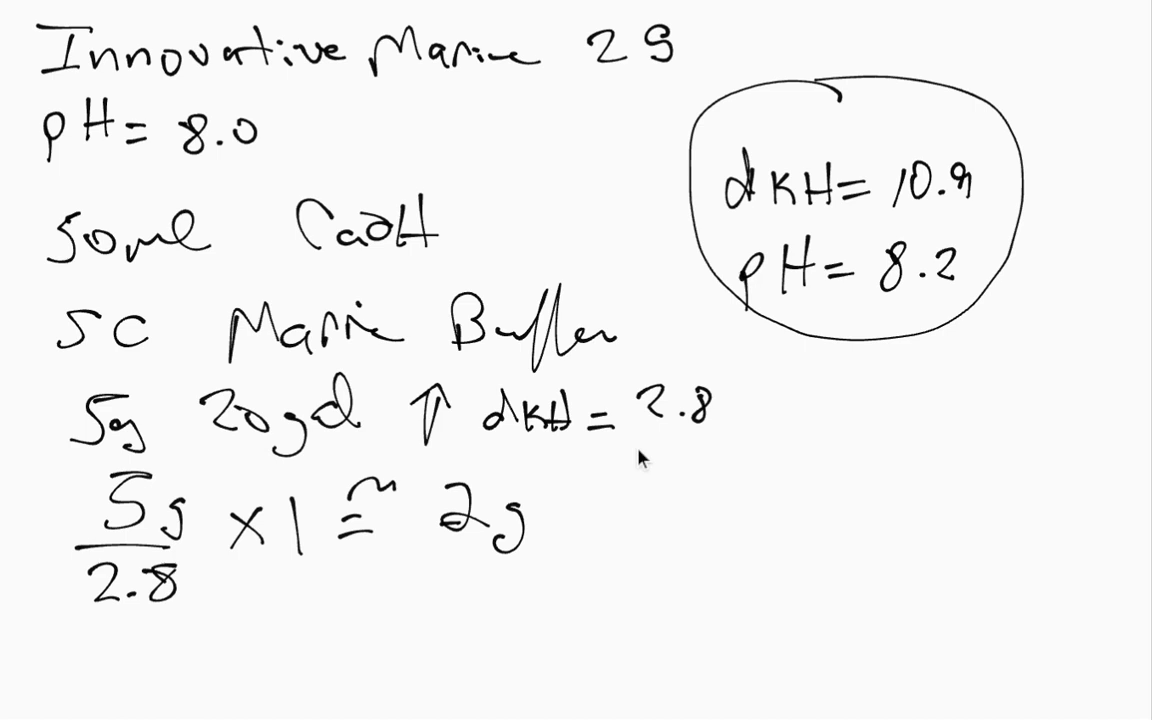 Innovative Marine 29
pH = 8.0
dKH = 10.9
pH = 8.2
some CaOH
SC Marine Buffer
5g 20gal ↑ dKH = 2.8
5g/2.8 × 1 ≅ 2g